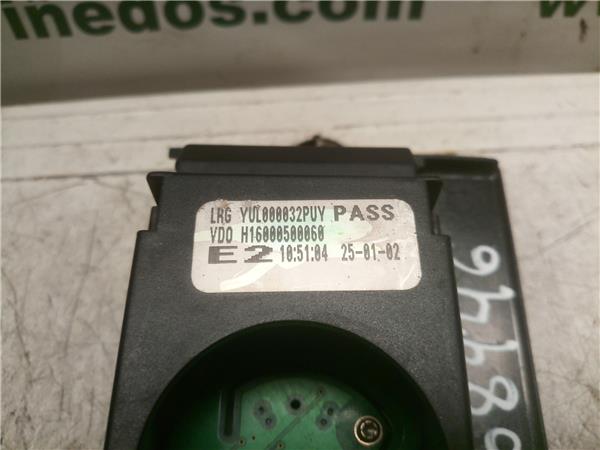 inedos.com
LRG YUL000032PUY PASS
VDO H16000500060
E2 10:51:04 25-01-02